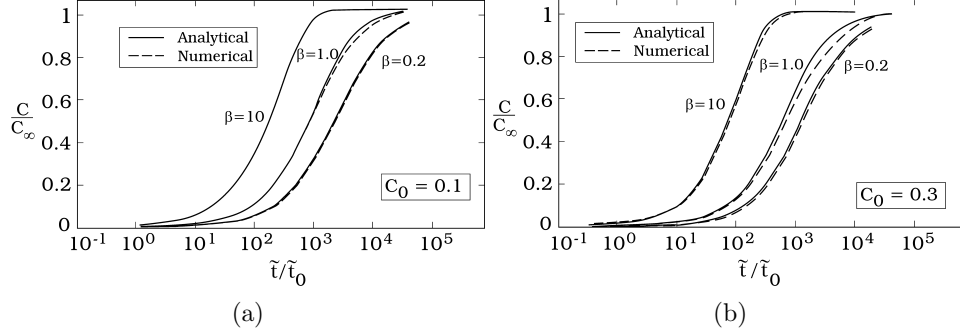 1
0.8
0.6
0.4
0.2
0
C
C∞
Analytical
Numerical
β=10
β=1.0
β=0.2
C0 = 0.1
10-1
100
101
102
103
104
105
t̃/t̃0
(a)
1
0.8
0.6
0.4
0.2
0
C
C∞
Analytical
Numerical
β=1.0
β=0.2
β=10
C0 = 0.3
10-1
100
101
102
103
104
105
t̃/t̃0
(b)